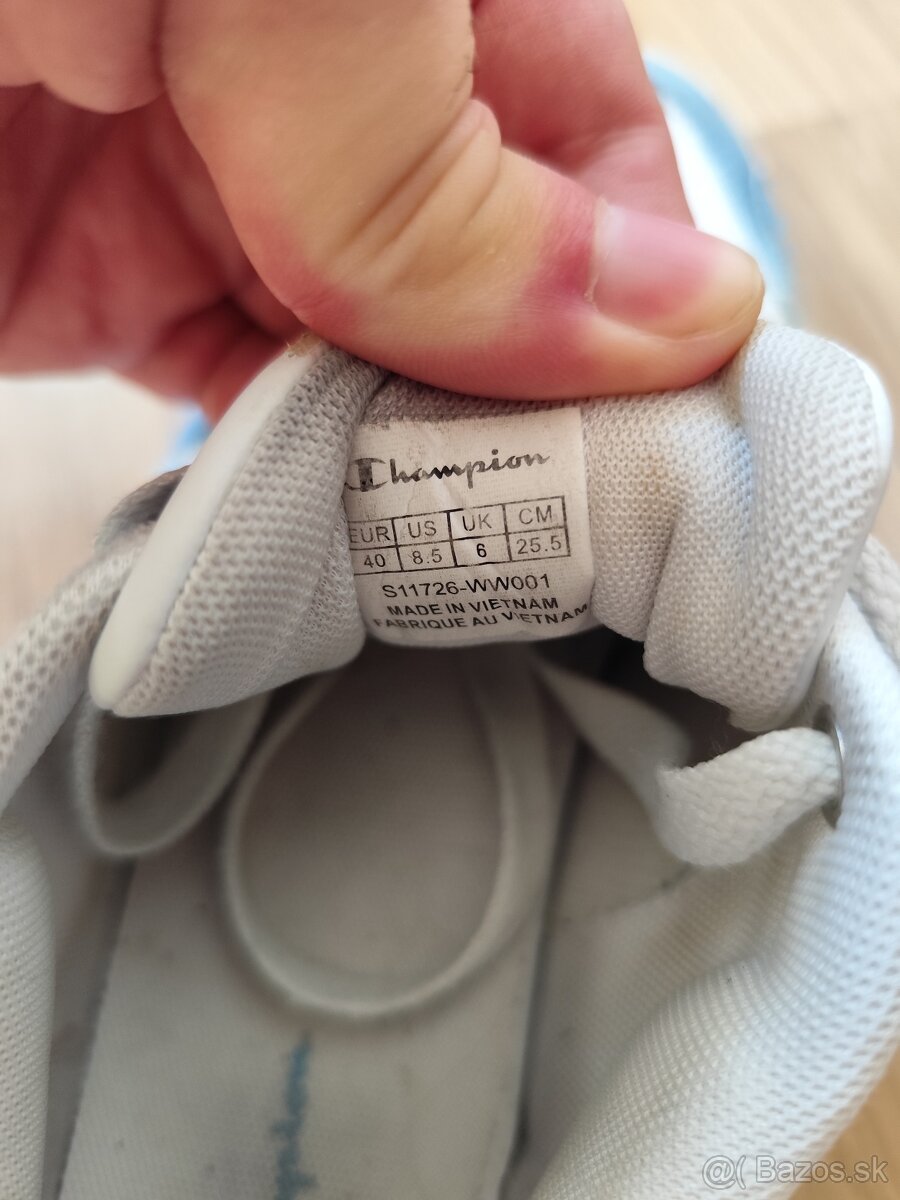 Champion
EUR US UK CM
40 8.5 6 25.5
S11726-WW001
MADE IN VIETNAM
FABRIQUE AU VIETNAM
@( Bazos.sk